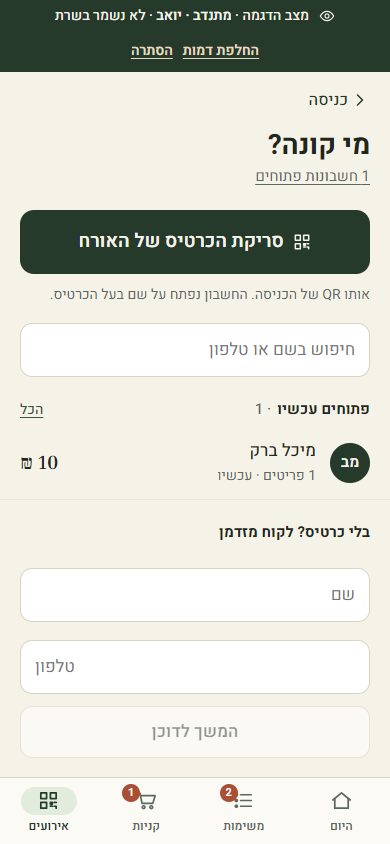 מצב הדגמה · מתנדב · יואב · לא נשמר בשרת
החלפת דמות הסתרה
כניסה
מי קונה?
1 חשבונות פתוחים
סריקת הכרטיס של האורח
אותו QR של הכניסה. החשבון נפתח על שם בעל הכרטיס.
חיפוש בשם או טלפון
פתוחים עכשיו · 1 הכל
מב מיכל ברק 10 ₪
1 פריטים · עכשיו
בלי כרטיס? לקוח מזדמן
שם
טלפון
המשך לדוכן
2 1
היום משימות קניות אירועים